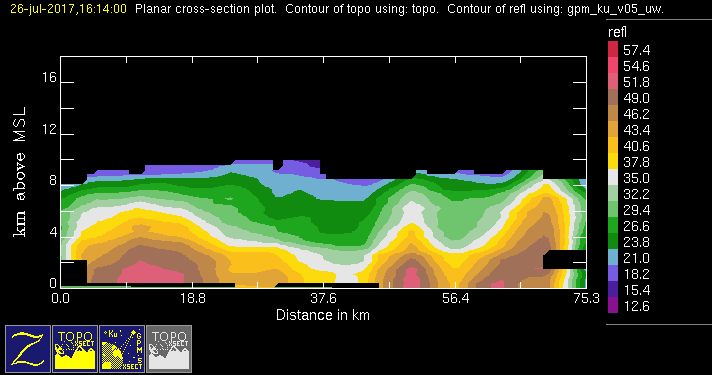 26-jul-2017,16:14:00 Planar cross-section plot. Contour of topo using: topo. Contour of refl using: gpm_ku_v05_uw.
refl
57.4
54.6
51.8
49.0
46.2
43.4
40.6
37.8
35.0
32.2
29.4
26.6
23.8
21.0
18.2
15.4
12.6
km above MSL
16
12
8
4
0
0.0 18.8 37.6 56.4 75.3
Distance in km
Z
TOPO
XSECT
"Ku"
GPM'S
XSECT
TOPO
XSECT